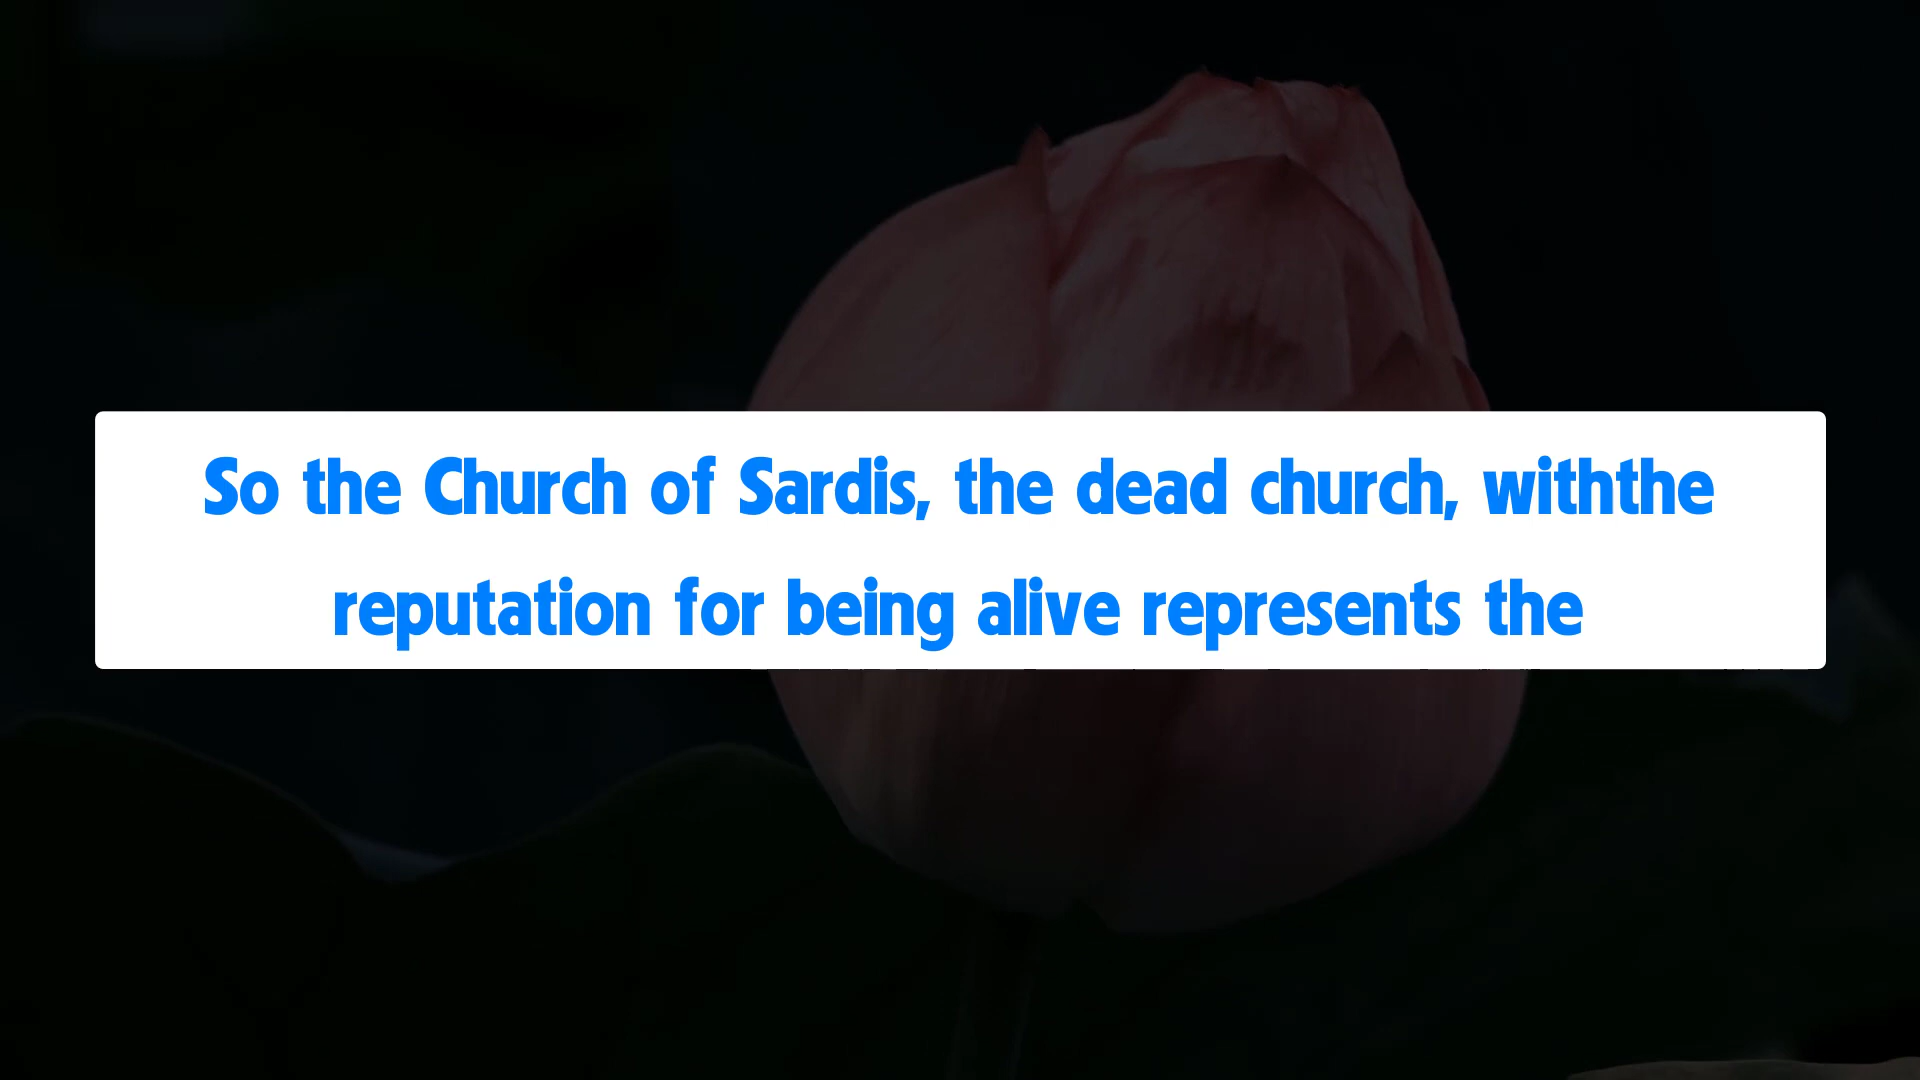 So the Church of Sardis, the dead church, withthe
reputation for being alive represents the